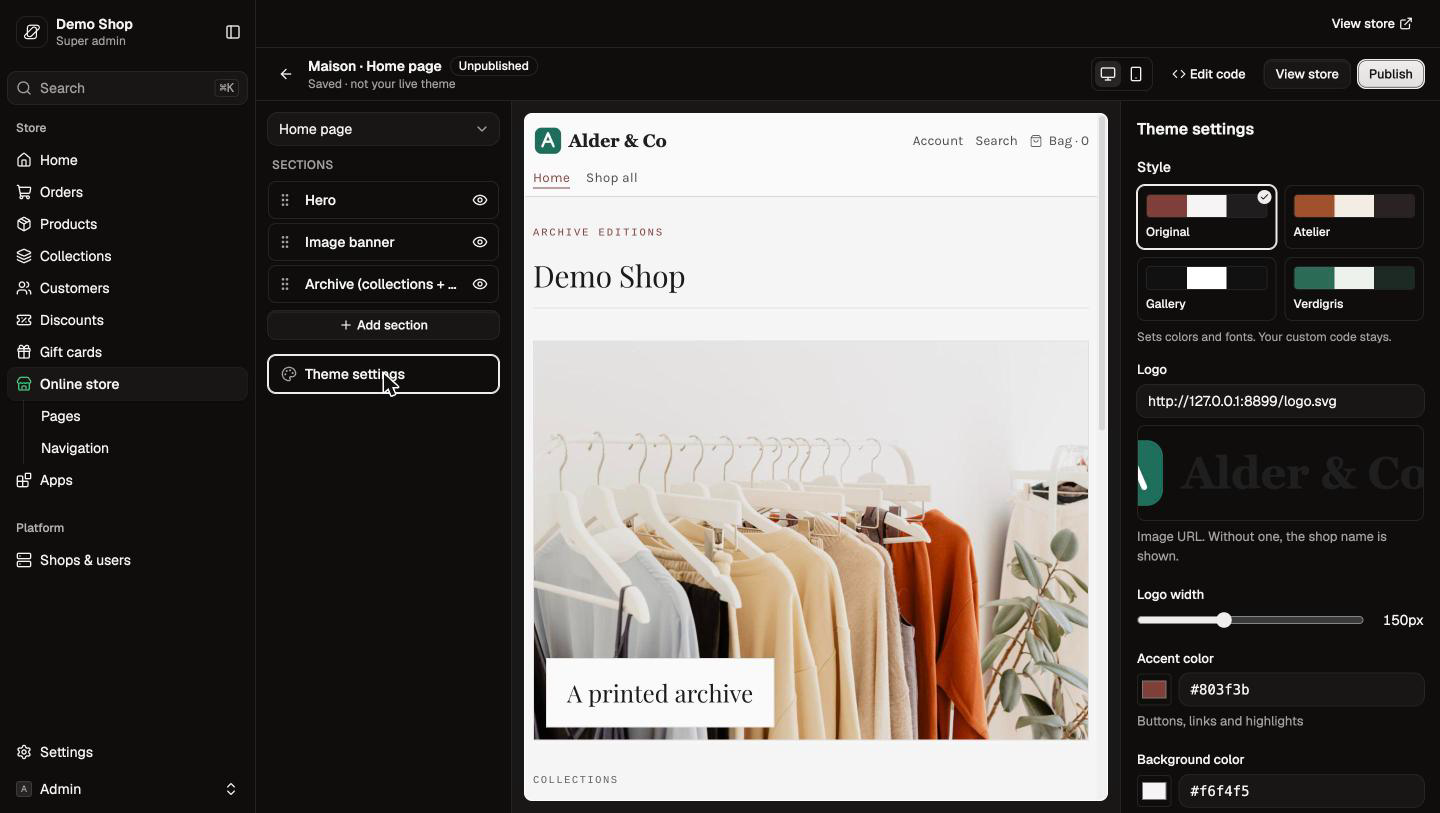 Demo Shop
Super admin
Search
⌘K
Store
Home
Orders
Products
Collections
Customers
Discounts
Gift cards
Online store
Pages
Navigation
Apps
Platform
Shops & users
Settings
A
Admin
View store
Maison · Home page
Unpublished
Saved · not your live theme
<> Edit code
View store
Publish
Home page
SECTIONS
Hero
Image banner
Archive (collections + ...
+ Add section
Theme settings
A
Alder & Co
Account
Search
Bag · 0
Home
Shop all
ARCHIVE EDITIONS
Demo Shop
A printed archive
COLLECTIONS
Theme settings
Style
Original
Atelier
Gallery
Verdigris
Sets colors and fonts. Your custom code stays.
Logo
http://127.0.0.1:8899/logo.svg
Alder & Co
Image URL. Without one, the shop name is
shown.
Logo width
150px
Accent color
#803f3b
Buttons, links and highlights
Background color
#f6f4f5